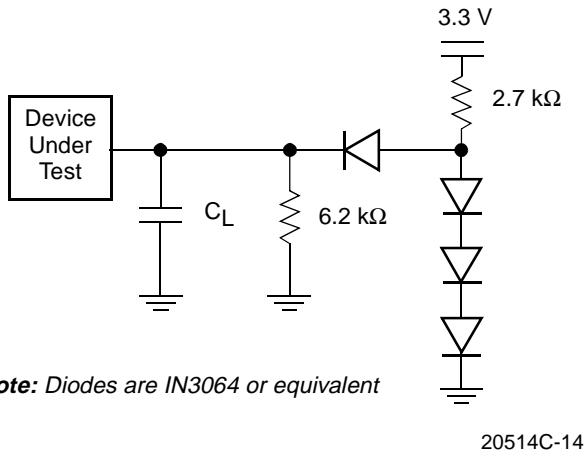 3.3 V
2.7 kΩ
Device
Under
Test
CL
6.2 kΩ
ote: Diodes are IN3064 or equivalent
20514C-14